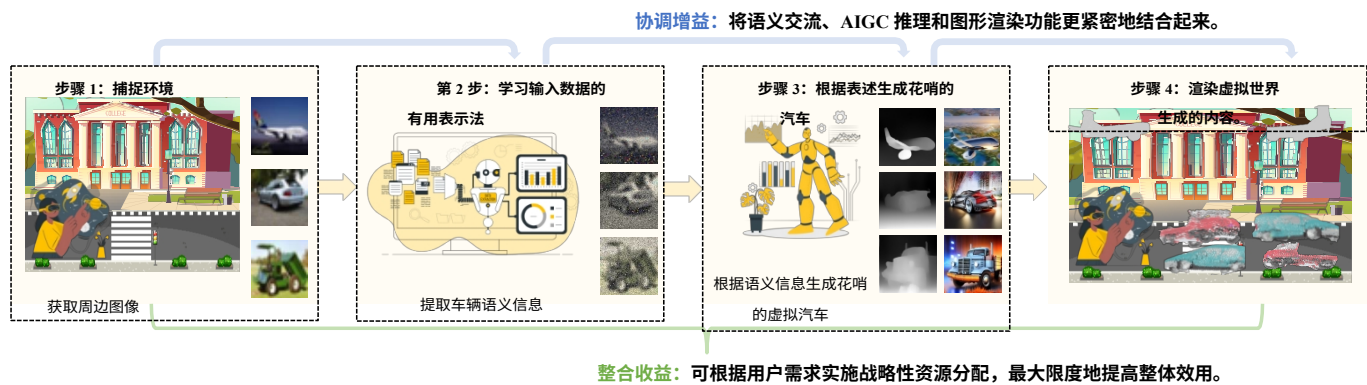 协调增益：将语义交流、AIGC 推理和图形渲染功能更紧密地结合起来。
步骤 1：捕捉环境
COLLEGE
获取周边图像
第 2 步：学习输入数据的
有用表示法
提取车辆语义信息
步骤 3：根据表述生成花哨的
汽车
根据语义信息生成花哨
的虚拟汽车
步骤 4：渲染虚拟世界
生成的内容。
整合收益：可根据用户需求实施战略性资源分配，最大限度地提高整体效用。